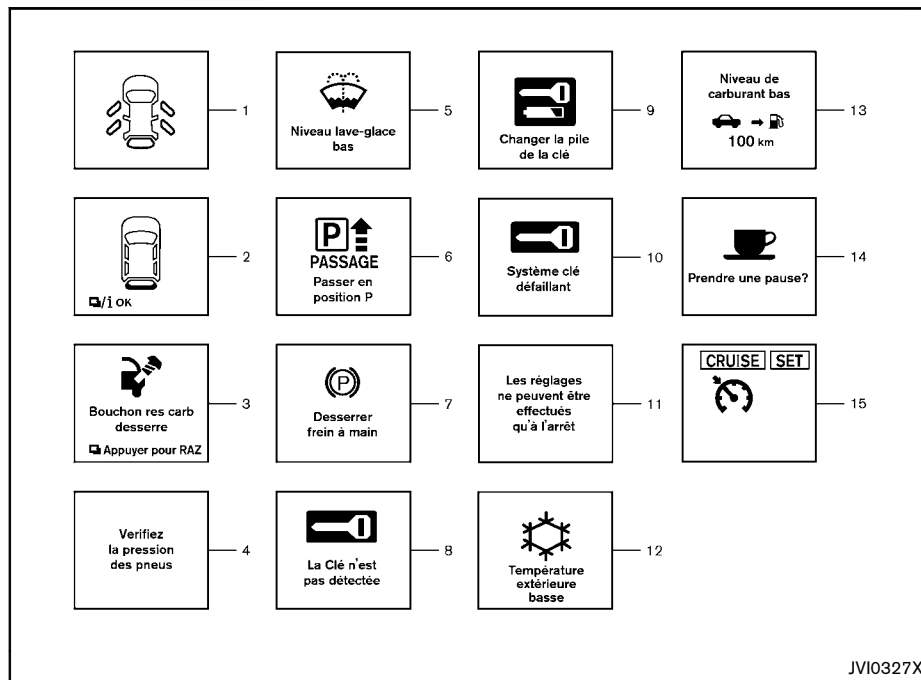 1
2
OK
Bouchon res carb
desserre
Appuyer pour RAZ
3
Verifiez
la pression
des pneus
4
Niveau lave-glace
bas
5
P
PASSAGE
Passer en
position P
6
P
Desserrer
frein à main
7
La Clé n'est
pas détectée
8
Changer la pile
de la clé
9
Système clé
défaillant
10
Les réglages
ne peuvent être
effectués
qu'à l'arrêt
11
Température
extérieure
basse
12
Niveau de
carburant bas
100 km
13
Prendre une pause?
14
CRUISE SET
15
JVI0327X